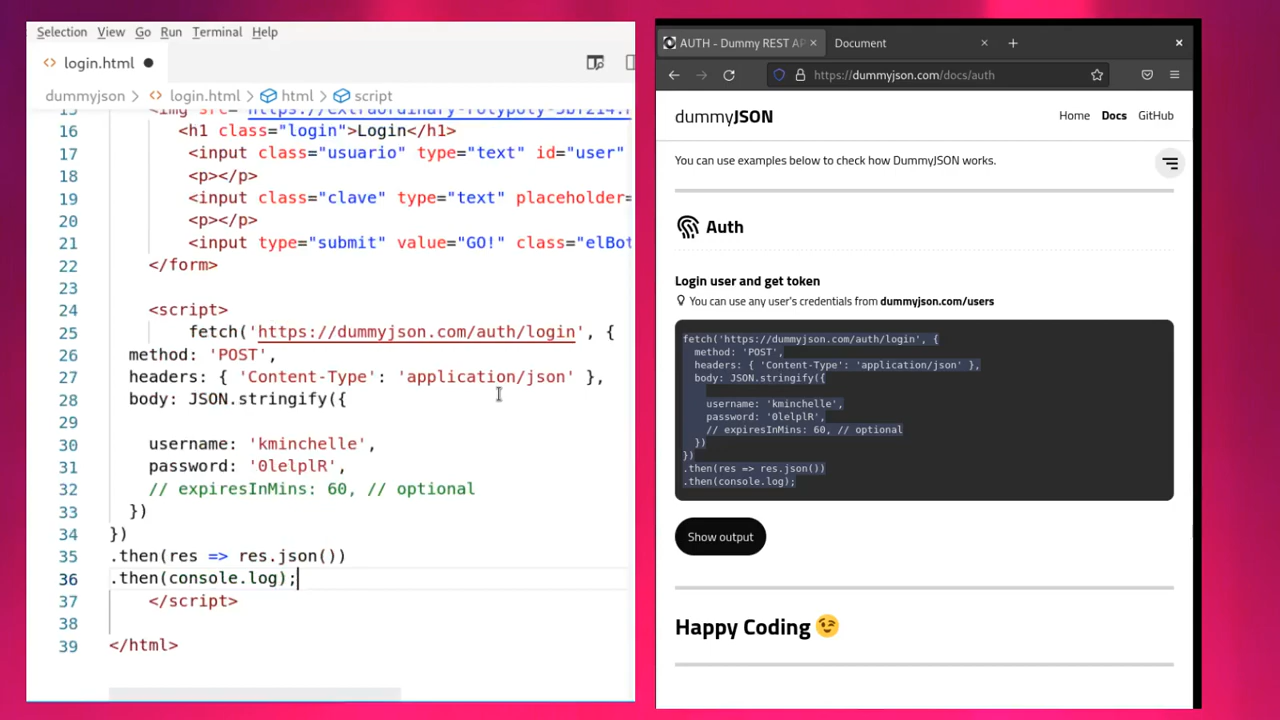 Selection View Go Run Terminal Help
login.html
dummyjson login.html html script
16 <h1 class="login">Login</h1>
17 <input class="usuario" type="text" id="user"
18 <p></p>
19 <input class="clave" type="text" placeholder=
20 <p></p>
21 <input type="submit" value="GO!" class="elBot
22 </form>
23
24 <script>
25 fetch('https://dummyjson.com/auth/login', {
26 method: 'POST',
27 headers: { 'Content-Type': 'application/json' },
28 body: JSON.stringify({
29
30 username: 'kminchelle',
31 password: '0lelplR',
32 // expiresInMins: 60, // optional
33 })
34 })
35 .then(res => res.json())
36 .then(console.log);
37 </script>
38
39 </html>
AUTH - Dummy REST AP
Document
https://dummyjson.com/docs/auth
dummyJSON
Home Docs GitHub
You can use examples below to check how DummyJSON works.
Auth
Login user and get token
You can use any user's credentials from dummyjson.com/users
fetch('https://dummyjson.com/auth/login', {
method: 'POST',
headers: { 'Content-Type': 'application/json' },
body: JSON.stringify({
username: 'kminchelle',
password: '0lelplR',
// expiresInMins: 60, // optional
})
})
.then(res => res.json())
.then(console.log);
Show output
Happy Coding 😉